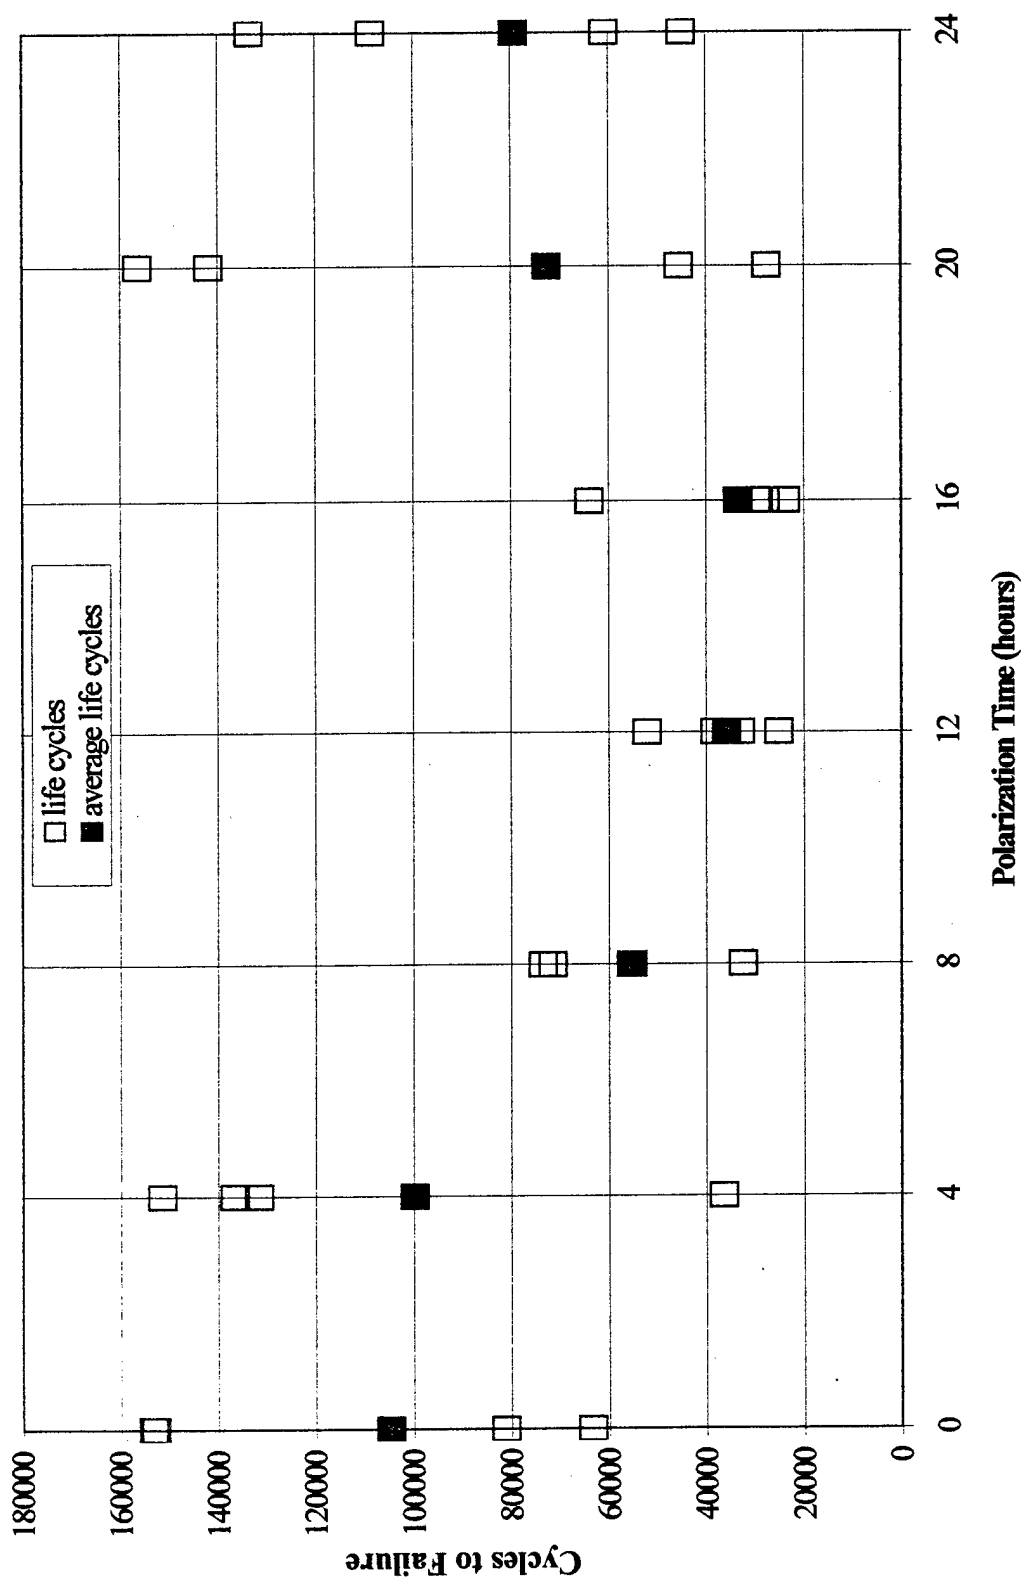 life cycles
average life cycles
Cycles to Failure
180000
160000
140000
120000
100000
80000
60000
40000
20000
0
0 4 8 12 16 20 24
Polarization Time (hours)